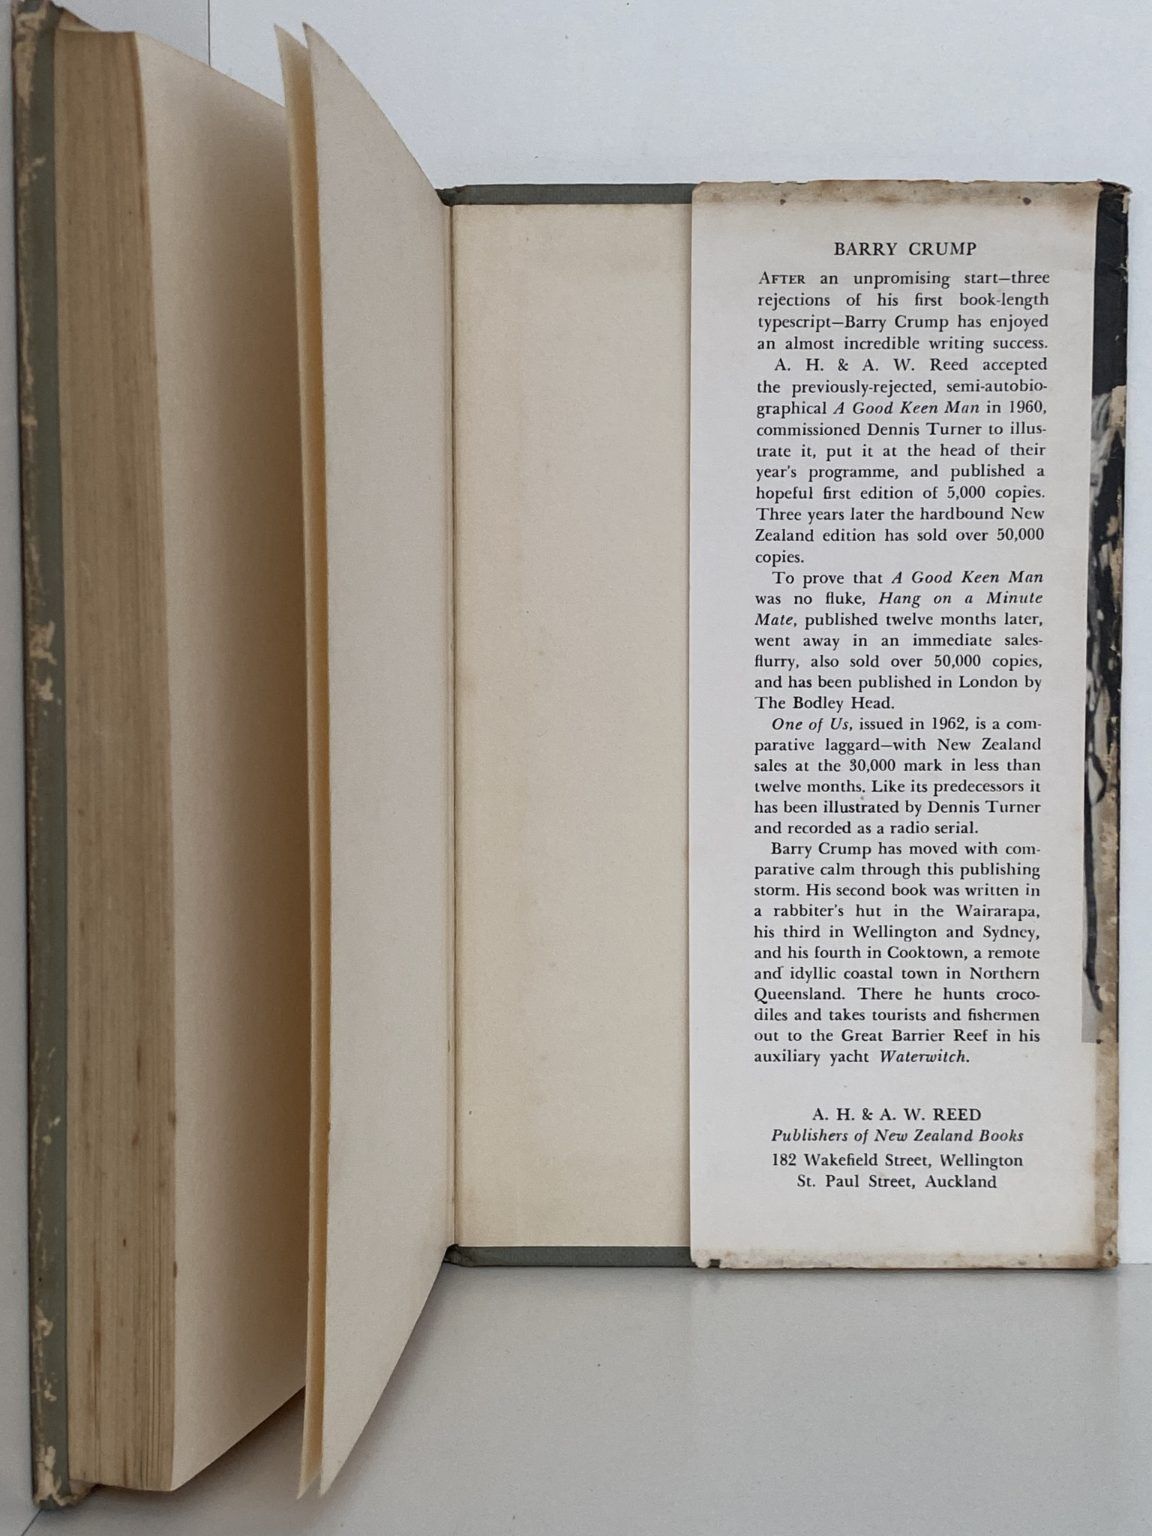 BARRY CRUMP
AFTER an unpromising start—three
rejections of his first book-length
typescript—Barry Crump has enjoyed
an almost incredible writing success.
A. H. & A. W. Reed accepted
the previously-rejected, semi-autobio-
graphical A Good Keen Man in 1960,
commissioned Dennis Turner to illus-
trate it, put it at the head of their
year's programme, and published a
hopeful first edition of 5,000 copies.
Three years later the hardbound New
Zealand edition has sold over 50,000
copies.
To prove that A Good Keen Man
was no fluke, Hang on a Minute
Mate, published twelve months later,
went away in an immediate sales-
flurry, also sold over 50,000 copies,
and has been published in London by
The Bodley Head.
One of Us, issued in 1962, is a com-
parative laggard—with New Zealand
sales at the 30,000 mark in less than
twelve months. Like its predecessors it
has been illustrated by Dennis Turner
and recorded as a radio serial.
Barry Crump has moved with com-
parative calm through this publishing
storm. His second book was written in
a rabbiter's hut in the Wairarapa,
his third in Wellington and Sydney,
and his fourth in Cooktown, a remote
and idyllic coastal town in Northern
Queensland. There he hunts croco-
diles and takes tourists and fishermen
out to the Great Barrier Reef in his
auxiliary yacht Waterwitch.
A. H. & A. W. REED
Publishers of New Zealand Books
182 Wakefield Street, Wellington
St. Paul Street, Auckland